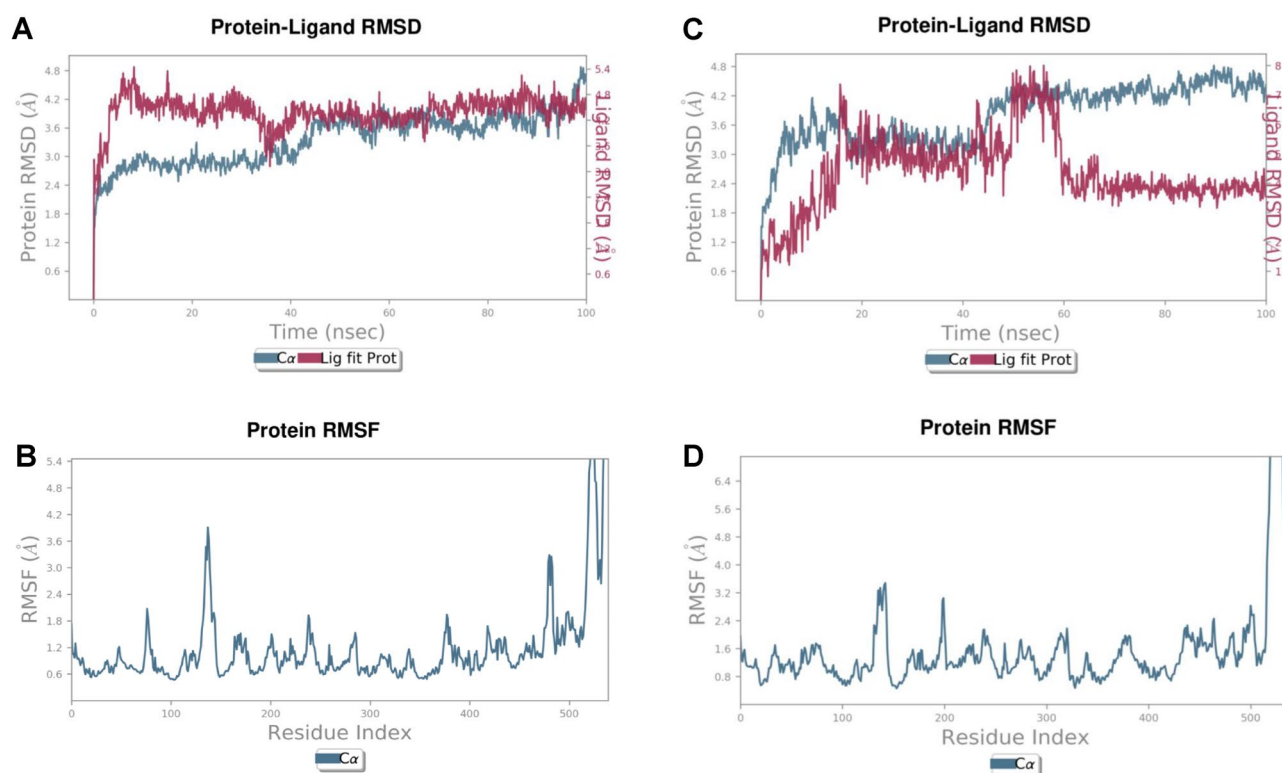 A
Protein-Ligand RMSD
Protein RMSD (Å)
4.8
4.2
3.6
3.0
2.4
1.8
1.2
0.6
5.4
0.6
Ligand RMSD (Å)
0 20 40 60 80 100
Time (nsec)
Cα Lig fit Prot
C
Protein-Ligand RMSD
Protein RMSD (Å)
4.8
4.2
3.6
3.0
2.4
1.8
1.2
0.6
8
1
Ligand RMSD (Å)
0 20 40 60 80 100
Time (nsec)
Cα Lig fit Prot
B
Protein RMSF
RMSF (Å)
5.4
4.8
4.2
3.6
3.0
2.4
1.8
1.2
0.6
0 100 200 300 400 500
Residue Index
Cα
D
Protein RMSF
RMSF (Å)
6.4
5.6
4.8
4.0
3.2
2.4
1.6
0.8
0 100 200 300 400 500
Residue Index
Cα